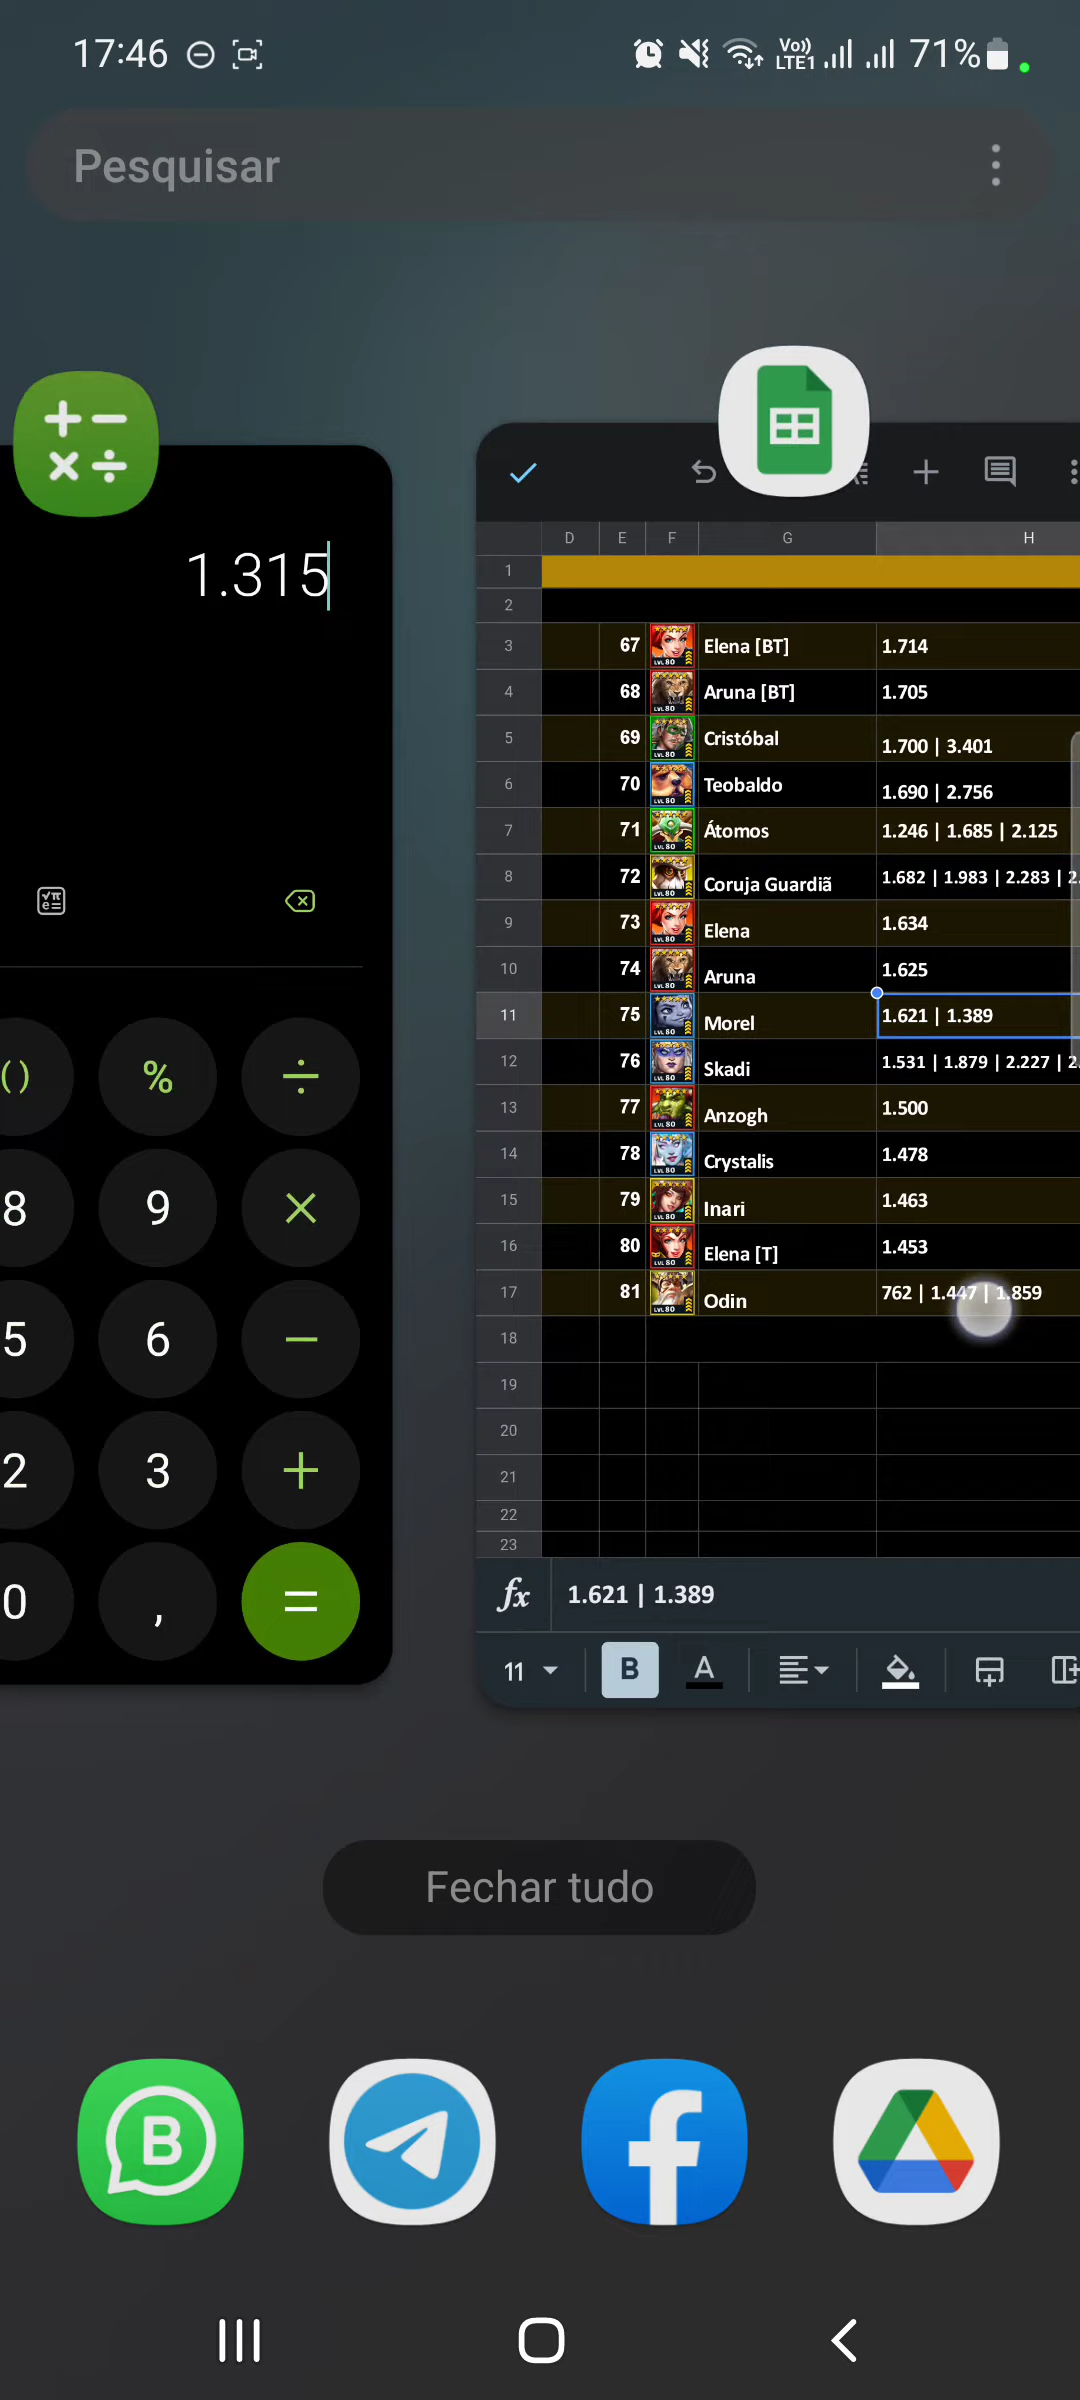 17:46
Vo)) LTE1 71%
Pesquisar
1.315
( ) % ÷
8 9 ×
5 6 −
2 3 +
0 , =
D E F G H
1
2
3 67 Elena [BT] 1.714
4 68 Aruna [BT] 1.705
5 69 Cristóbal 1.700 | 3.401
6 70 Teobaldo 1.690 | 2.756
7 71 Átomos 1.246 | 1.685 | 2.125
8 72 Coruja Guardiã 1.682 | 1.983 | 2.283 | 2.
9 73 Elena 1.634
10 74 Aruna 1.625
11 75 Morel 1.621 | 1.389
12 76 Skadi 1.531 | 1.879 | 2.227 | 2.
13 77 Anzogh 1.500
14 78 Crystalis 1.478
15 79 Inari 1.463
16 80 Elena [T] 1.453
17 81 Odin 762 | 1.447 | 1.859
18
19
20
21
22
23
fx 1.621 | 1.389
11 B A
Fechar tudo